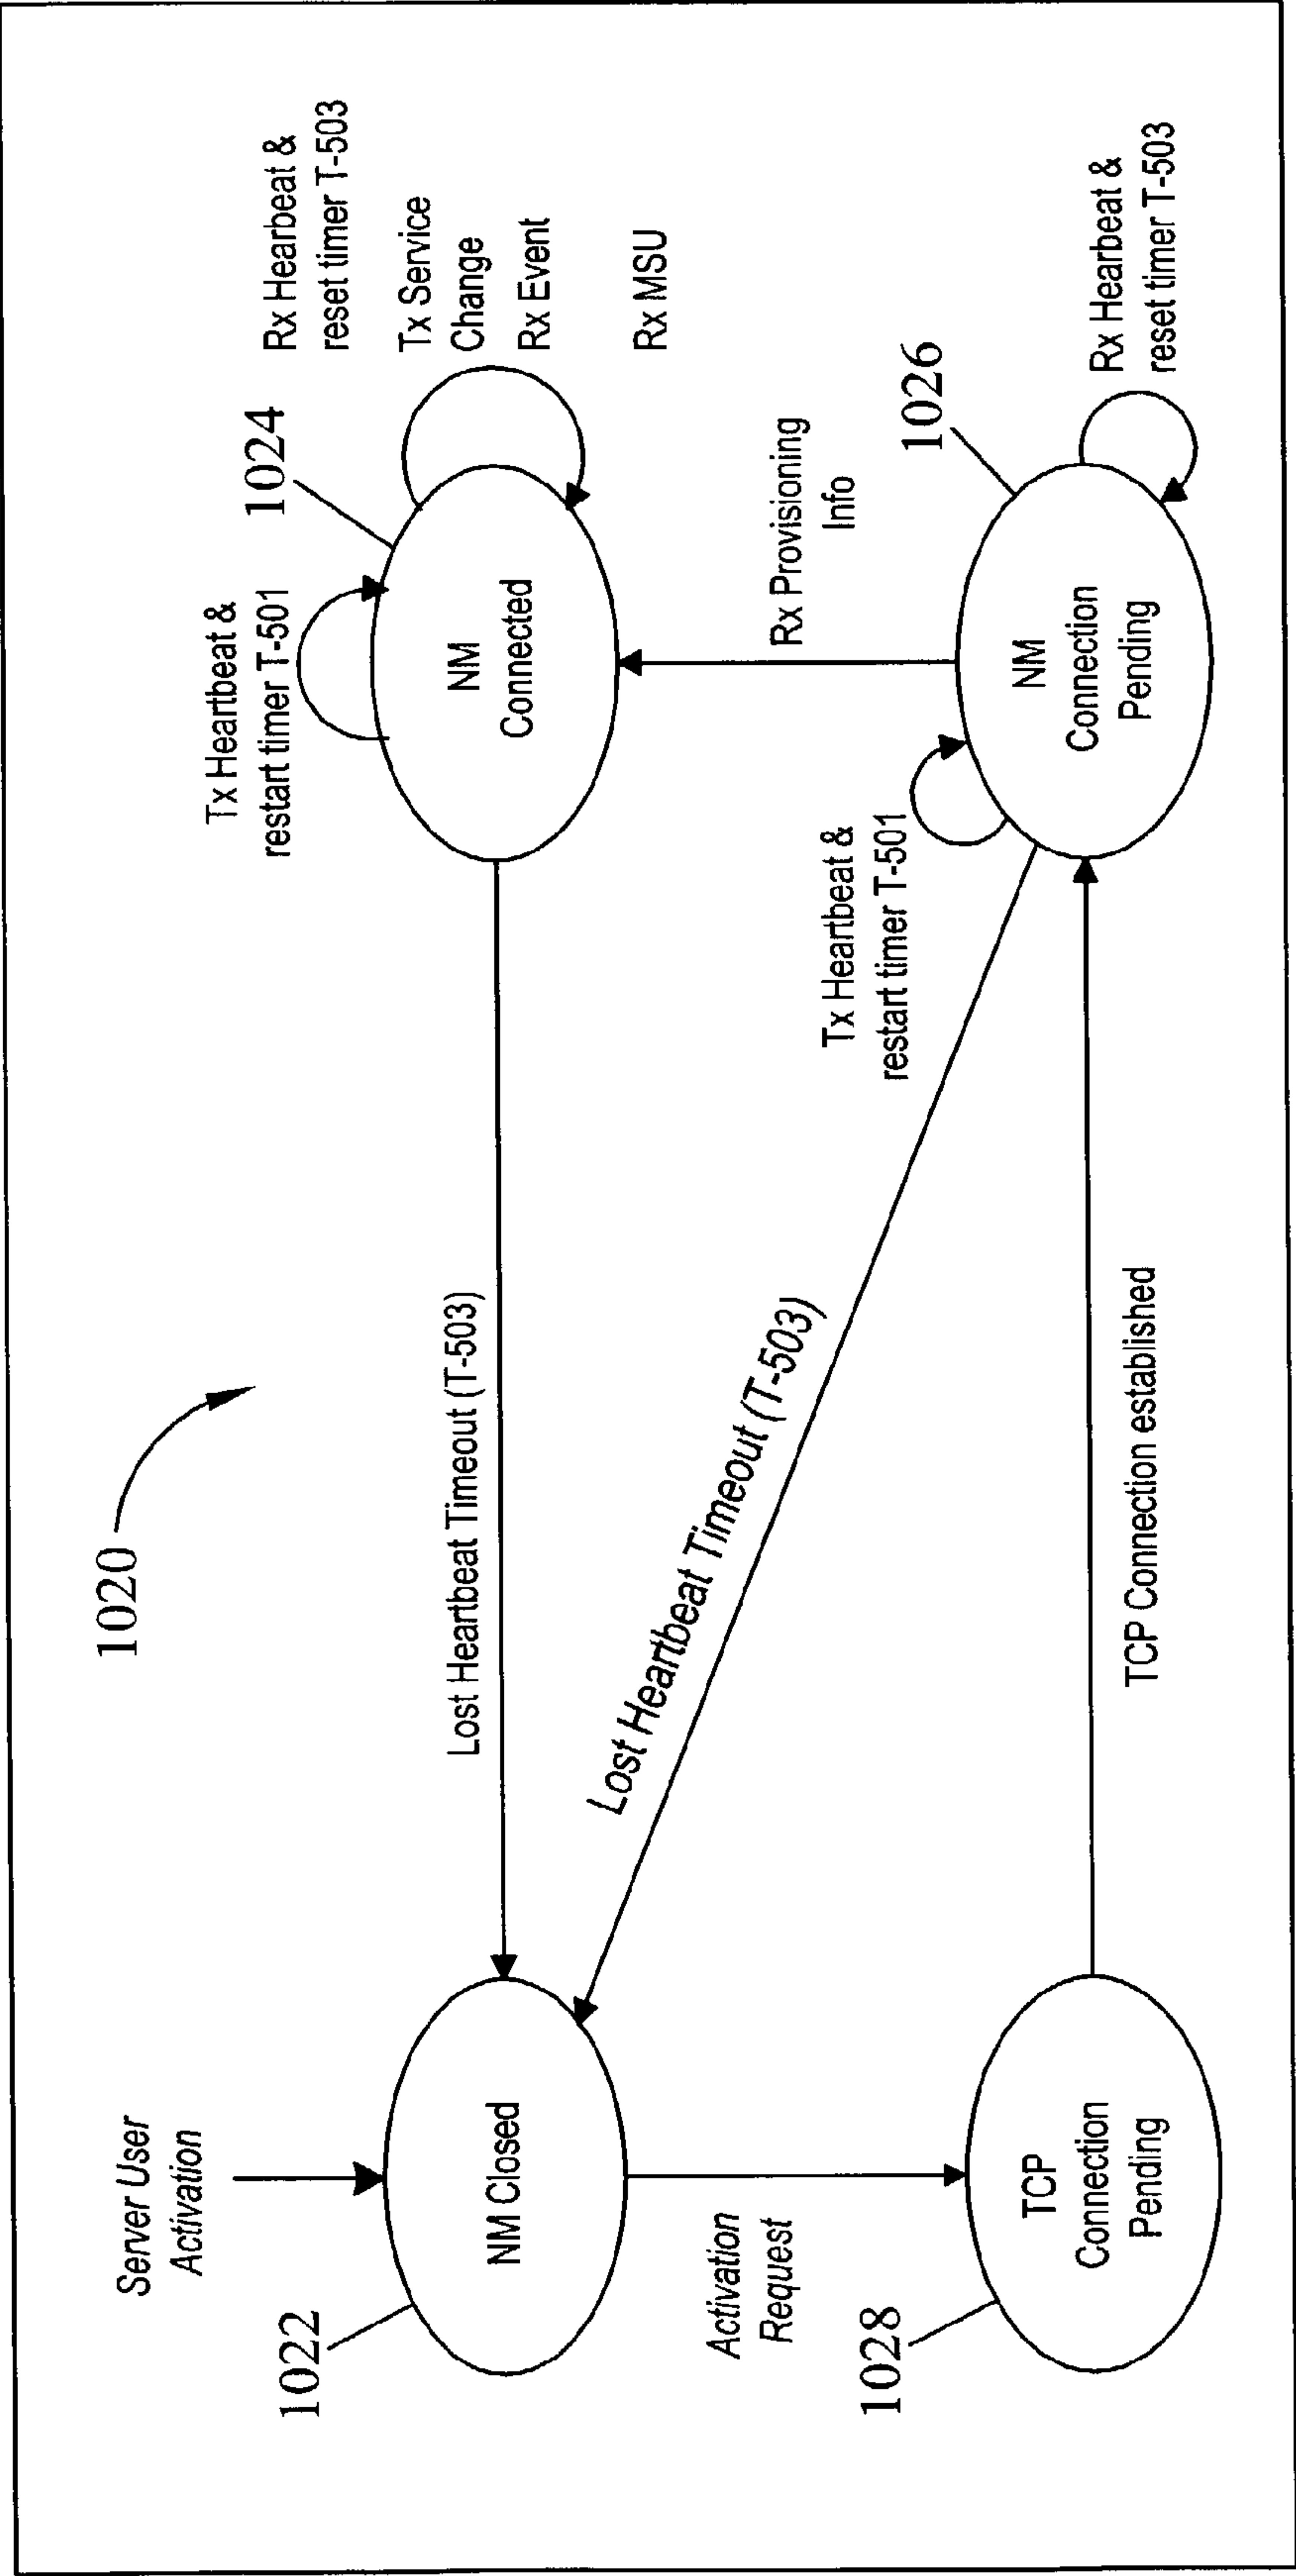 1020
Server User
Activation
1022
NM Closed
Activation
Request
1028
TCP
Connection
Pending
Lost Heartbeat Timeout (T-503)
Lost Heartbeat Timeout (T-503)
TCP Connection established
Tx Heartbeat &
restart timer T-501
1024
NM
Connected
Rx Hearbeat &
reset timer T-503
Tx Service
Change
Rx Event
Rx MSU
Rx Provisioning
Info
Tx Heartbeat &
restart timer T-501
1026
NM
Connection
Pending
Rx Hearbeat &
reset timer T-503